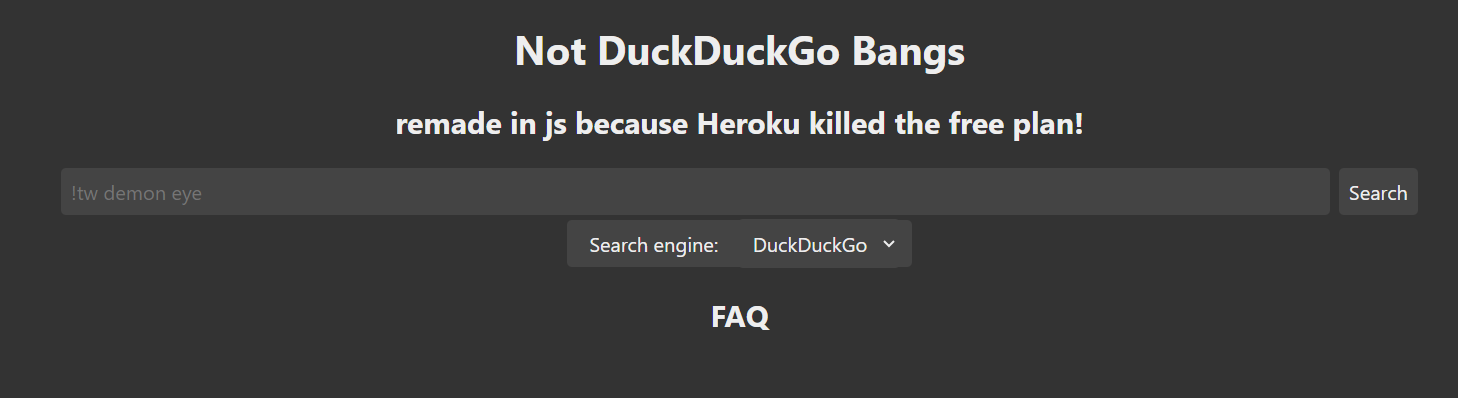 Not DuckDuckGo Bangs
remade in js because Heroku killed the free plan!
!tw demon eye Search
Search engine: DuckDuckGo
FAQ